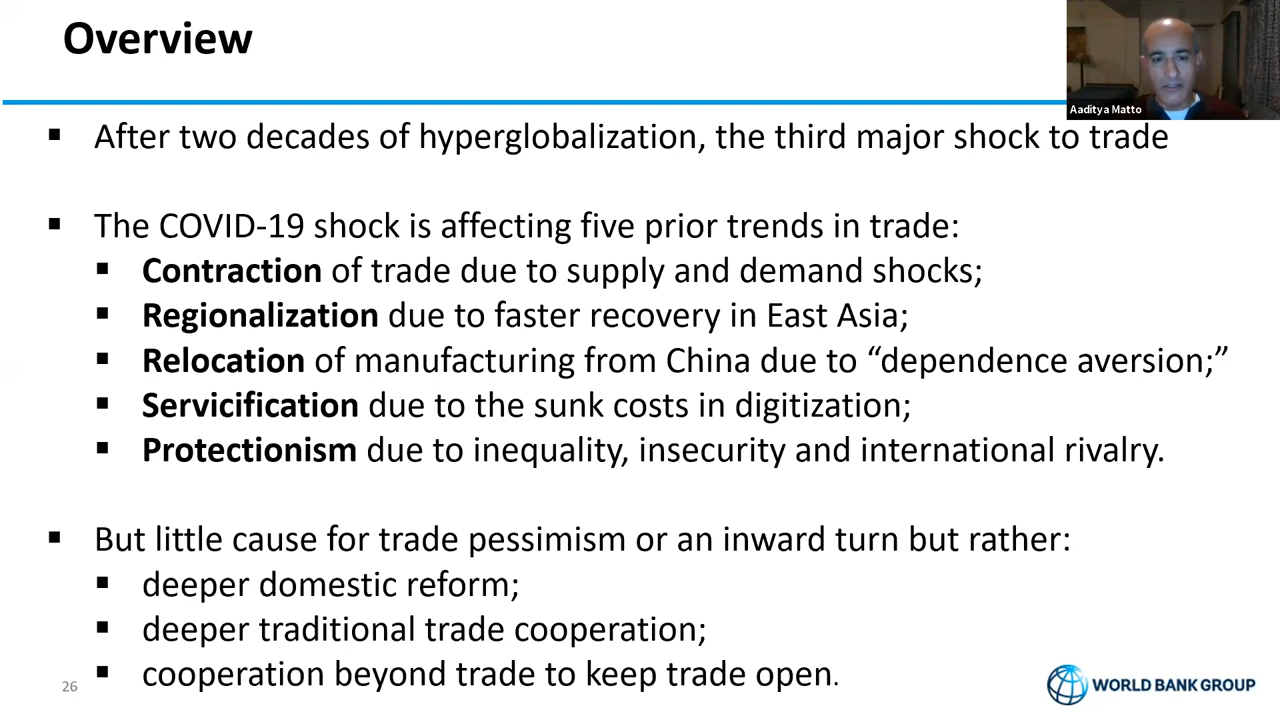 Overview
Aaditya Matto
▪ After two decades of hyperglobalization, the third major shock to trade
▪ The COVID-19 shock is affecting five prior trends in trade:
▪ Contraction of trade due to supply and demand shocks;
▪ Regionalization due to faster recovery in East Asia;
▪ Relocation of manufacturing from China due to “dependence aversion;”
▪ Servicification due to the sunk costs in digitization;
▪ Protectionism due to inequality, insecurity and international rivalry.
▪ But little cause for trade pessimism or an inward turn but rather:
▪ deeper domestic reform;
▪ deeper traditional trade cooperation;
▪ cooperation beyond trade to keep trade open.
26
WORLD BANK GROUP